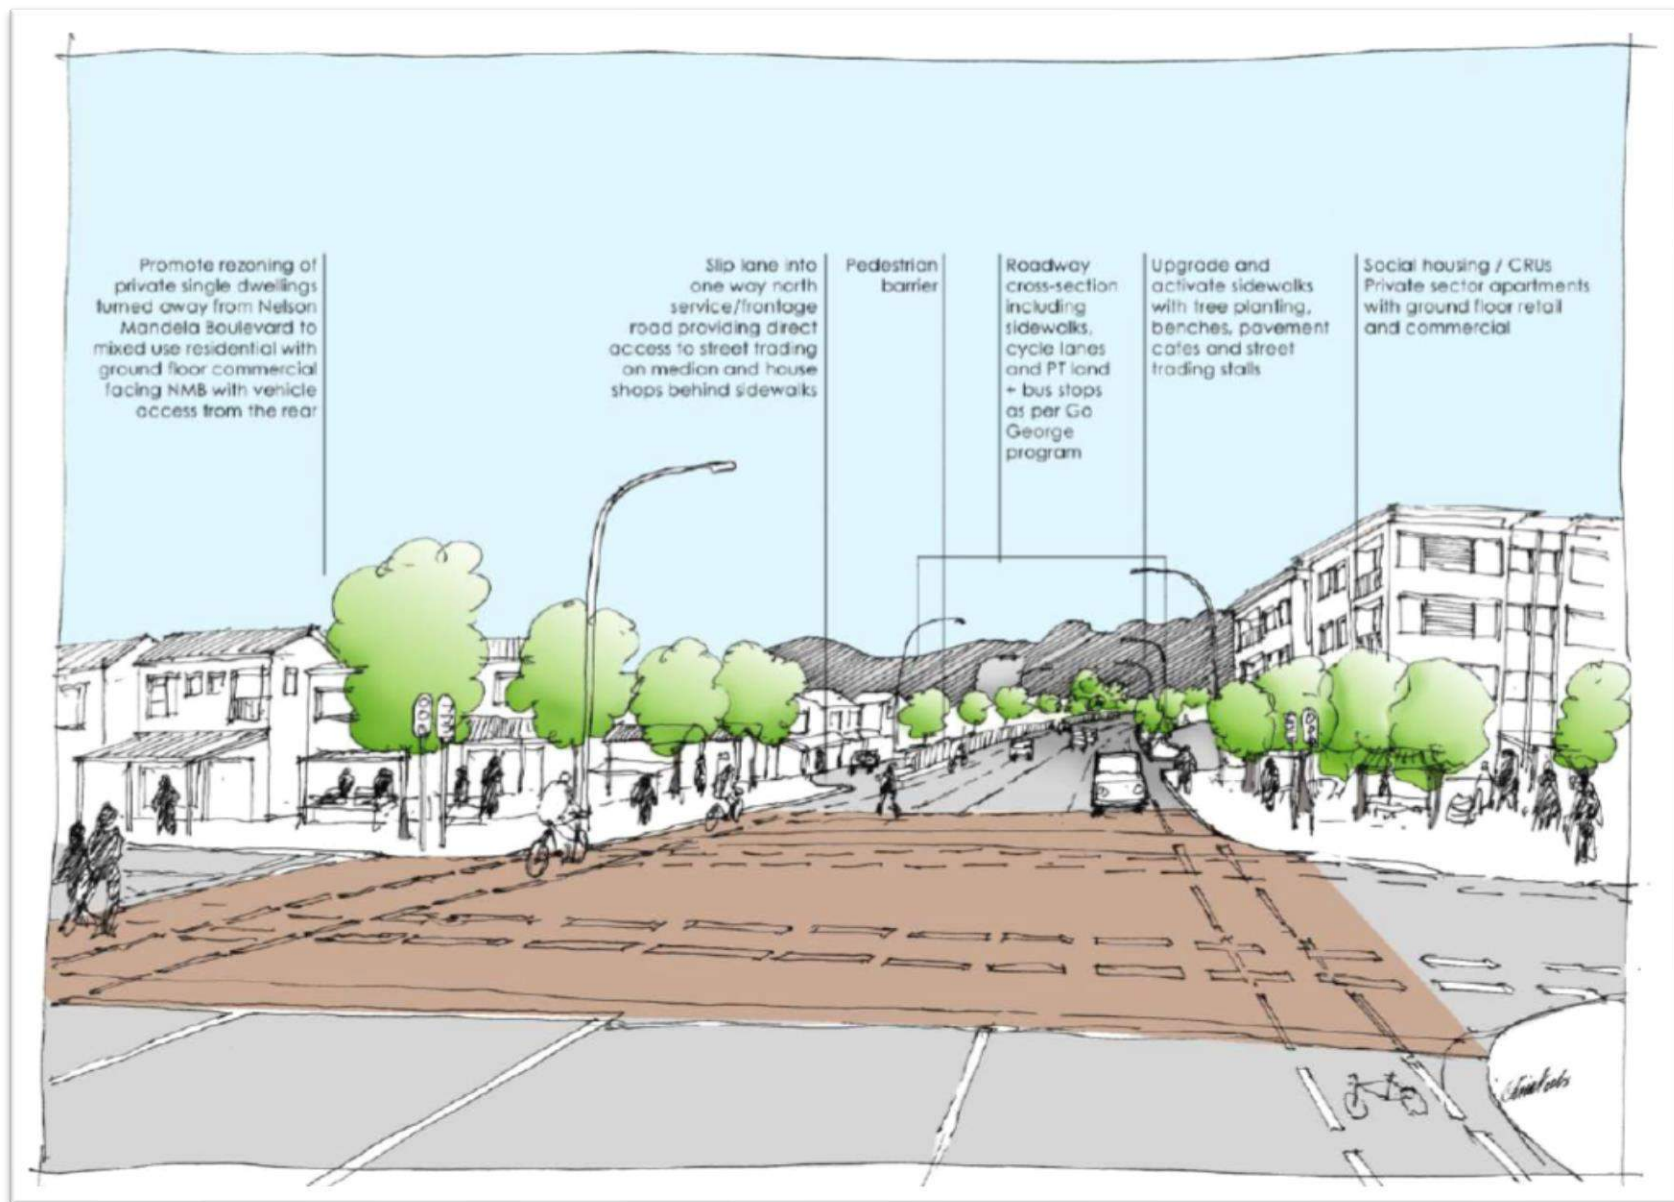 Promote rezoning of
private single dwellings
turned away from Nelson
Mandela Boulevard to
mixed use residential with
ground floor commercial
facing NMB with vehicle
access from the rear
Slip lane into
one way north
service/frontage
road providing direct
access to street trading
on median and house
shops behind sidewalks
Pedestrian
barrier
Roadway
cross-section
including
sidewalks,
cycle lanes
and PT land
+ bus stops
as per Go
George
program
Upgrade and
activate sidewalks
with tree planting,
benches, pavement
cafes and street
trading stalls
Social housing / CRUs
Private sector apartments
with ground floor retail
and commercial